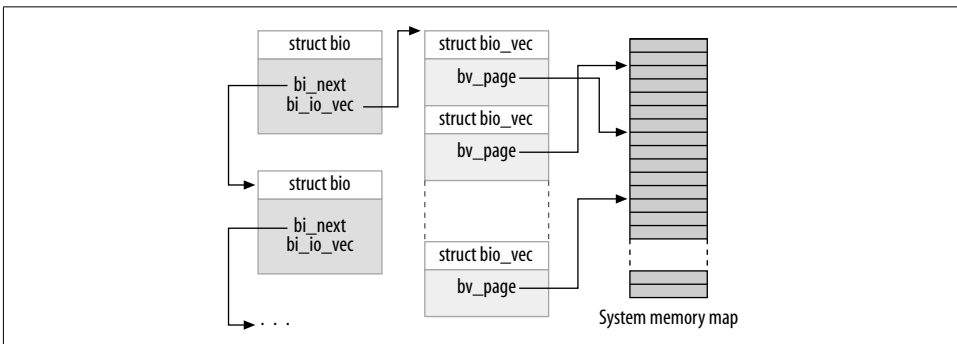 struct bio
bi_next
bi_io_vec
struct bio
bi_next
bi_io_vec
. . .
struct bio_vec
bv_page
struct bio_vec
bv_page
struct bio_vec
bv_page
System memory map